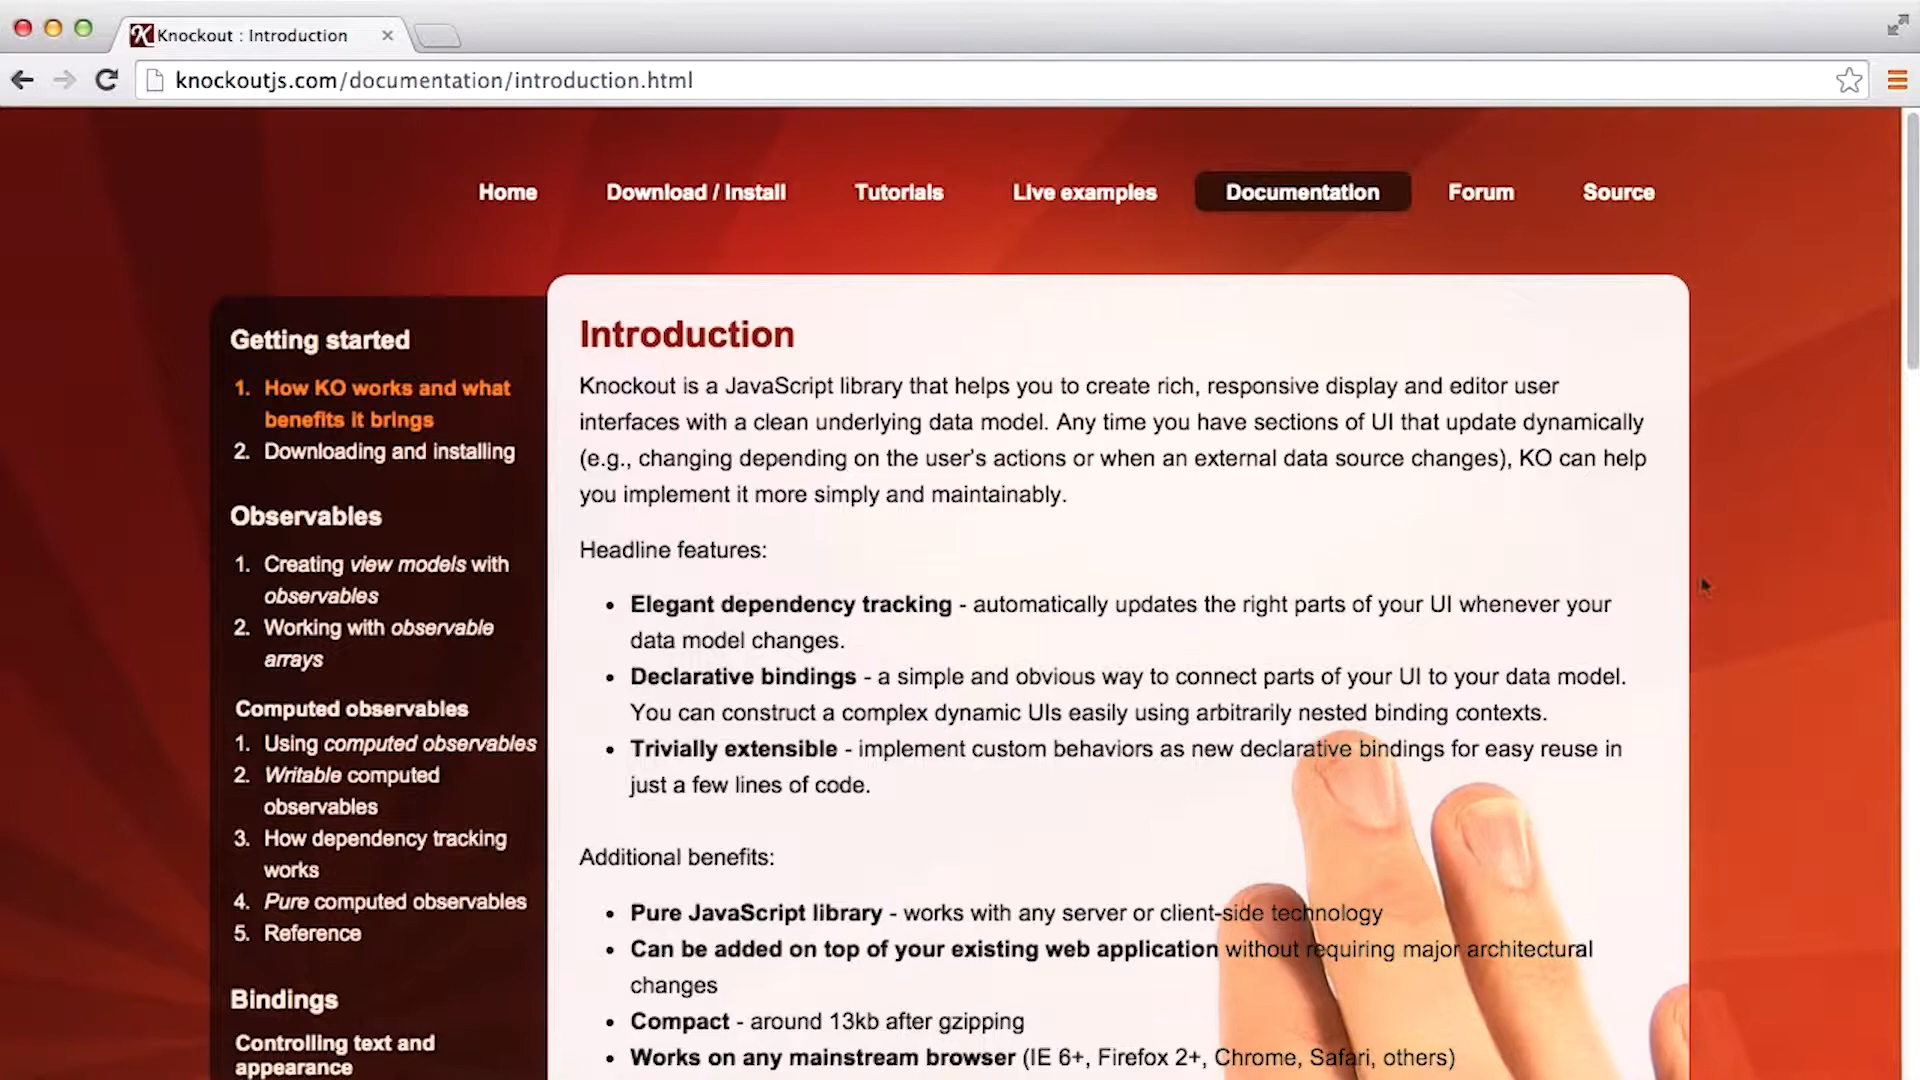 Knockout : Introduction
knockoutjs.com/documentation/introduction.html
Home Download / Install Tutorials Live examples Documentation Forum Source
Getting started
1. How KO works and what
benefits it brings
2. Downloading and installing
Observables
1. Creating view models with
observables
2. Working with observable
arrays
Computed observables
1. Using computed observables
2. Writable computed
observables
3. How dependency tracking
works
4. Pure computed observables
5. Reference
Bindings
Controlling text and
appearance
Introduction
Knockout is a JavaScript library that helps you to create rich, responsive display and editor user
interfaces with a clean underlying data model. Any time you have sections of UI that update dynamically
(e.g., changing depending on the user's actions or when an external data source changes), KO can help
you implement it more simply and maintainably.
Headline features:
• Elegant dependency tracking - automatically updates the right parts of your UI whenever your
data model changes.
• Declarative bindings - a simple and obvious way to connect parts of your UI to your data model.
You can construct a complex dynamic UIs easily using arbitrarily nested binding contexts.
• Trivially extensible - implement custom behaviors as new declarative bindings for easy reuse in
just a few lines of code.
Additional benefits:
• Pure JavaScript library - works with any server or client-side technology
• Can be added on top of your existing web application without requiring major architectural
changes
• Compact - around 13kb after gzipping
• Works on any mainstream browser (IE 6+, Firefox 2+, Chrome, Safari, others)